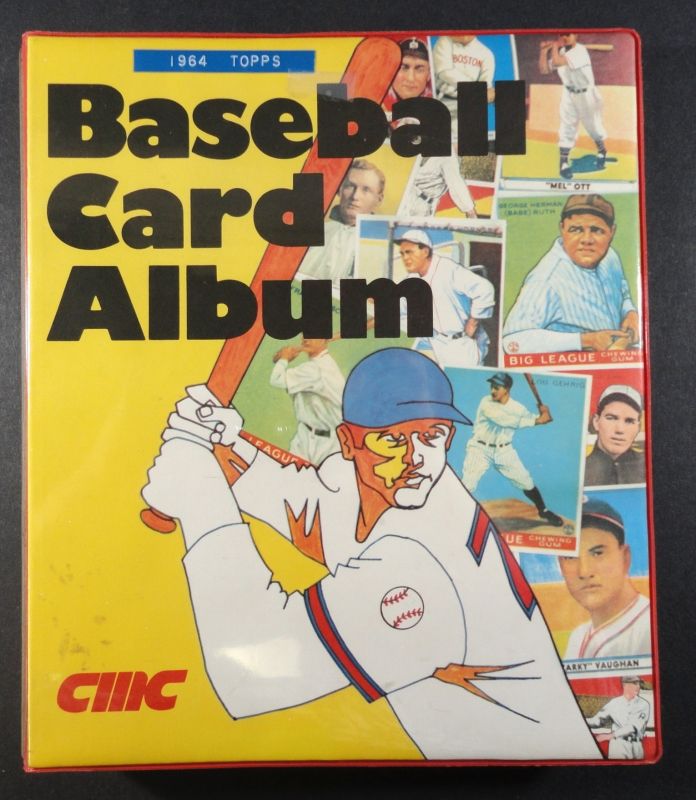 1964 TOPPS
Baseball
Card
Album
BOSTON
"MEL" OTT
GEORGE HERMAN
(BABE) RUTH
BIG LEAGUE CHEWING
GUM
LOU GEHRIG
LEAGUE
UE CHEWING
GUM
ARKY" VAUGHAN
CMC